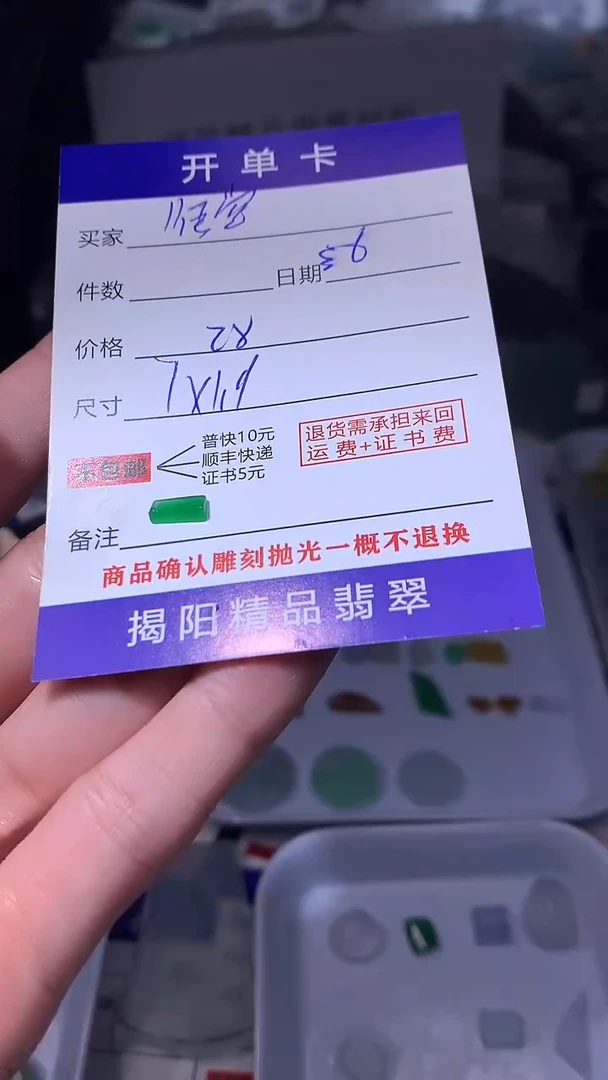 开单卡
买家
件数
日期 9.3
价格
尺寸
普快10元
顺丰快递
证书5元
退货需承担来回
运费+证书费
不包邮
备注
商品确认雕刻抛光一概不退换
揭阳精品翡翠